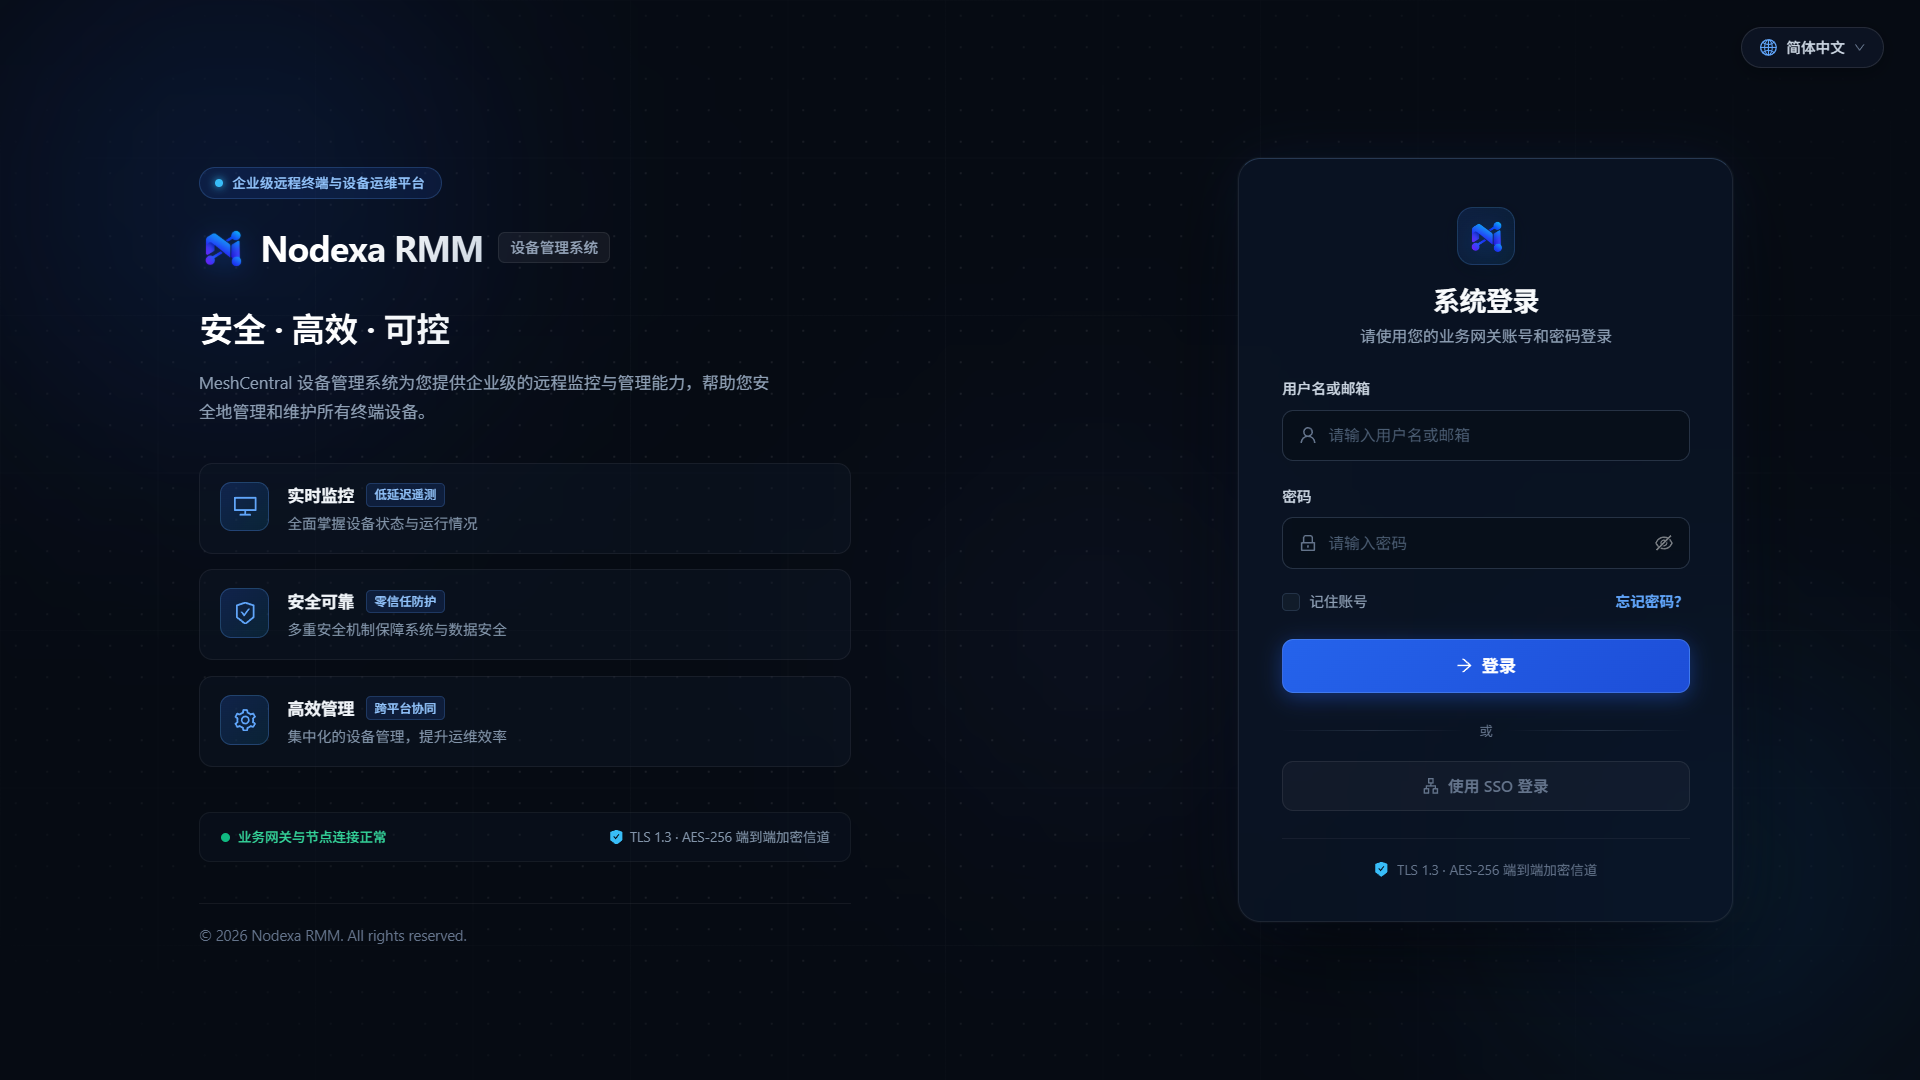 简体中文
企业级远程终端与设备运维平台
Nodexa RMM 设备管理系统
安全 · 高效 · 可控
MeshCentral 设备管理系统为您提供企业级的远程监控与管理能力，帮助您安
全地管理和维护所有终端设备。
实时监控 低延迟遥测
全面掌握设备状态与运行情况
安全可靠 零信任防护
多重安全机制保障系统与数据安全
高效管理 跨平台协同
集中化的设备管理，提升运维效率
业务网关与节点连接正常
TLS 1.3 · AES-256 端到端加密信道
© 2026 Nodexa RMM. All rights reserved.
系统登录
请使用您的业务网关账号和密码登录
用户名或邮箱
请输入用户名或邮箱
密码
请输入密码
记住账号
忘记密码?
登录
或
使用 SSO 登录
TLS 1.3 · AES-256 端到端加密信道